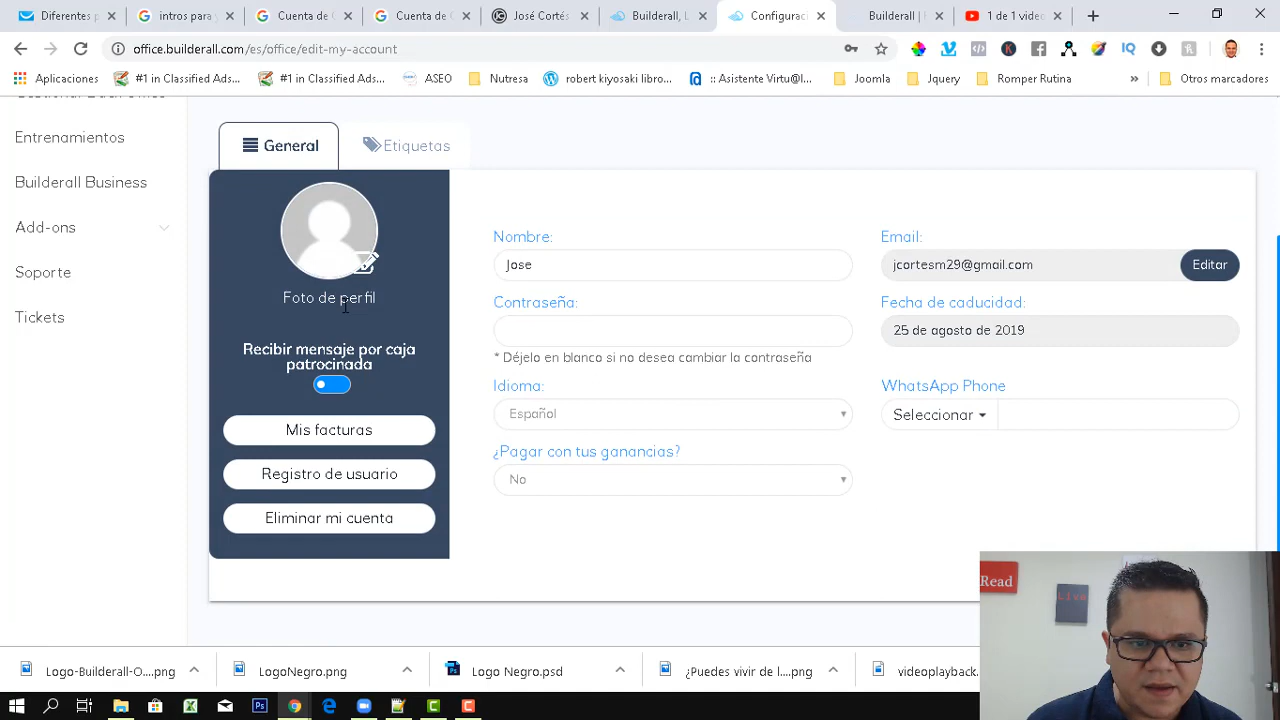 Diferentes p
intros para y
Cuenta de G
Cuenta de G
José Cortés
Builderall, L
Configurac
Builderall |
1 de 1 video
office.builderall.com/es/office/edit-my-account
Aplicaciones
#1 in Classified Ads...
#1 in Classified Ads...
ASEO
Nutresa
robert kiyosaki libro...
:: Asistente Virtu@l...
Joomla
Jquery
Romper Rutina
Otros marcadores
Entrenamientos
Builderall Business
Add-ons
Soporte
Tickets
General
Etiquetas
Foto de perfil
Recibir mensaje por caja
patrocinada
Mis facturas
Registro de usuario
Eliminar mi cuenta
Nombre:
Jose
Email:
jcortesm29@gmail.com
Editar
Contraseña:
* Déjelo en blanco si no desea cambiar la contraseña
Fecha de caducidad:
25 de agosto de 2019
Idioma:
Español
WhatsApp Phone
Seleccionar
¿Pagar con tus ganancias?
No
Read
Live
Logo-Builderall-O....png
LogoNegro.png
Logo Negro.psd
¿Puedes vivir de l....png
videoplayback.